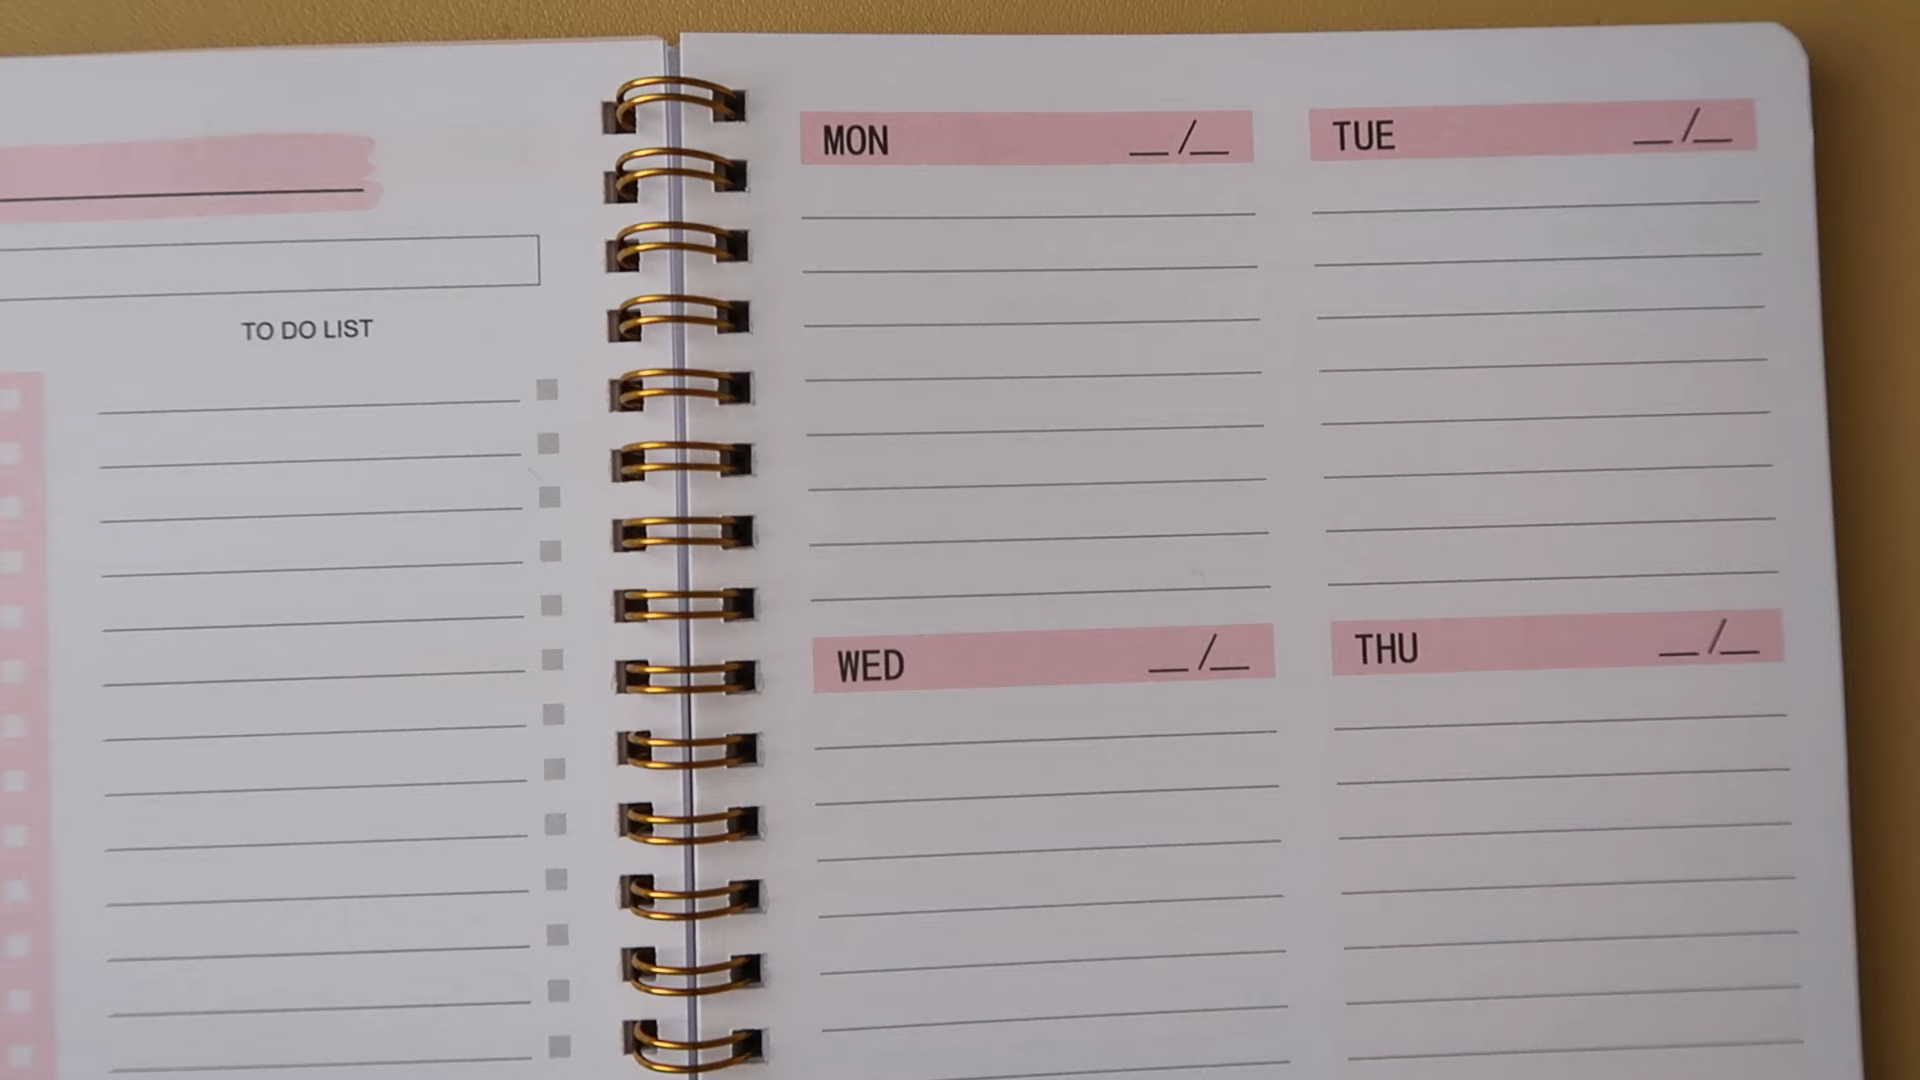 TO DO LIST
MON __/__
TUE __/__
WED __/__
THU __/__